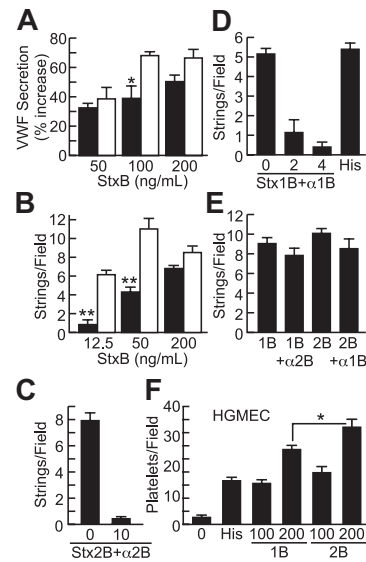 A
VWF Secretion
(% increase)
80
60
40
20
0
*
50 100 200
StxB (ng/mL)
D
Strings/Field
6
5
4
3
2
1
0
0 2 4 His
Stx1B+α1B
B
Strings/Field
12
10
8
6
4
2
0
**
**
12.5 50 200
StxB (ng/mL)
E
Strings/Field
12
10
8
6
4
2
0
1B 1B 2B 2B
+α2B +α1B
C
Strings/Field
8
6
4
2
0
0 10
Stx2B+α2B
F
HGMEC
Platelets/Field
40
30
20
10
0
*
0 His 100 200 100 200
1B 2B